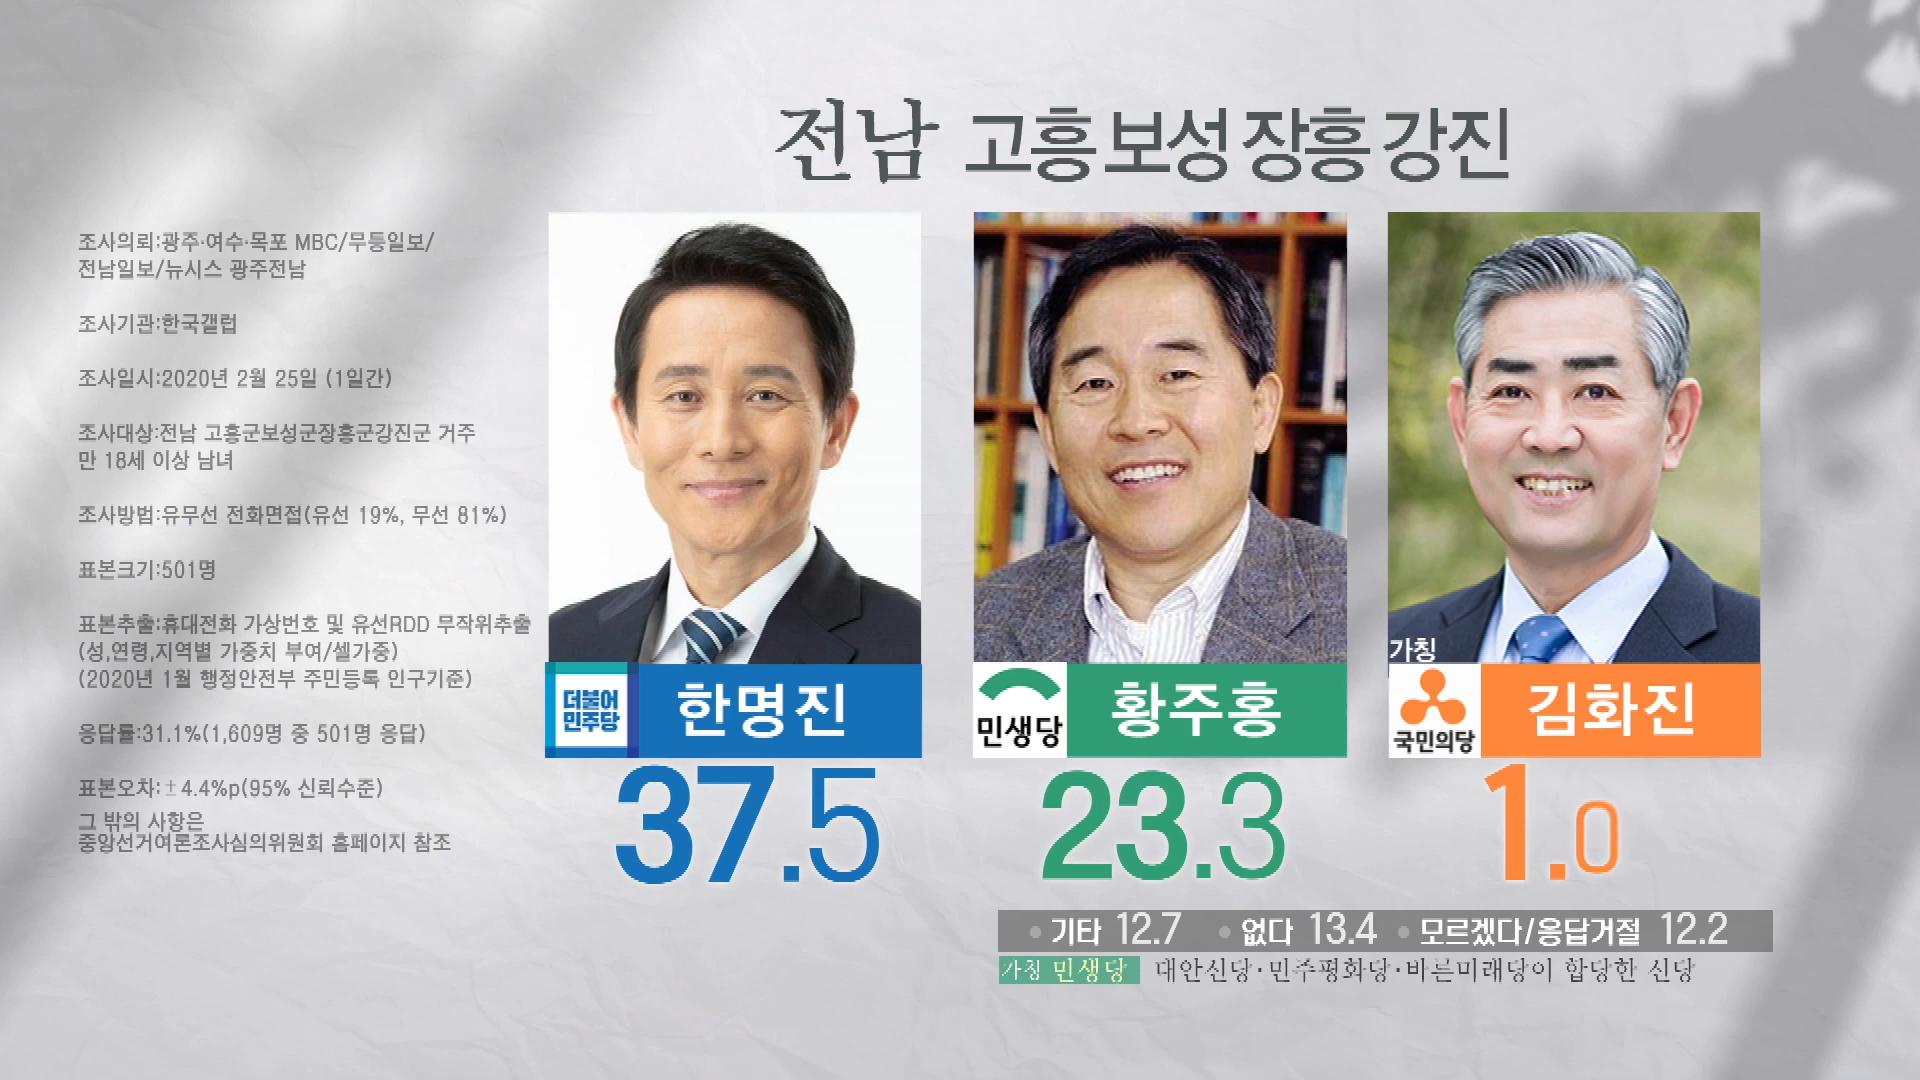 전남 고흥 보성 장흥 강진
조사의뢰:광주·여수·목포 MBC/무등일보/
전남일보/뉴시스 광주전남
조사기관:한국갤럽
조사일시:2020년 2월 25일 (1일간)
조사대상:전남 고흥군보성군장흥군강진군 거주
만 18세 이상 남녀
조사방법:유무선 전화면접(유선 19%, 무선 81%)
표본크기:501명
표본추출:휴대전화 가상번호 및 유선RDD 무작위추출
(성,연령,지역별 가중치 부여/셀가중)
(2020년 1월 행정안전부 주민등록 인구기준)
응답률:31.1%(1,609명 중 501명 응답)
표본오차:±4.4%p(95% 신뢰수준)
그 밖의 사항은
중앙선거여론조사심의위원회 홈페이지 참조
더불어
민주당
한명진
37.5
민생당
황주홍
23.3
가칭
국민의당
김화진
1.0
• 기타 12.7 • 없다 13.4 • 모르겠다/응답거절 12.2
가칭 민생당 대안신당·민주평화당·바른미래당이 합당한 신당